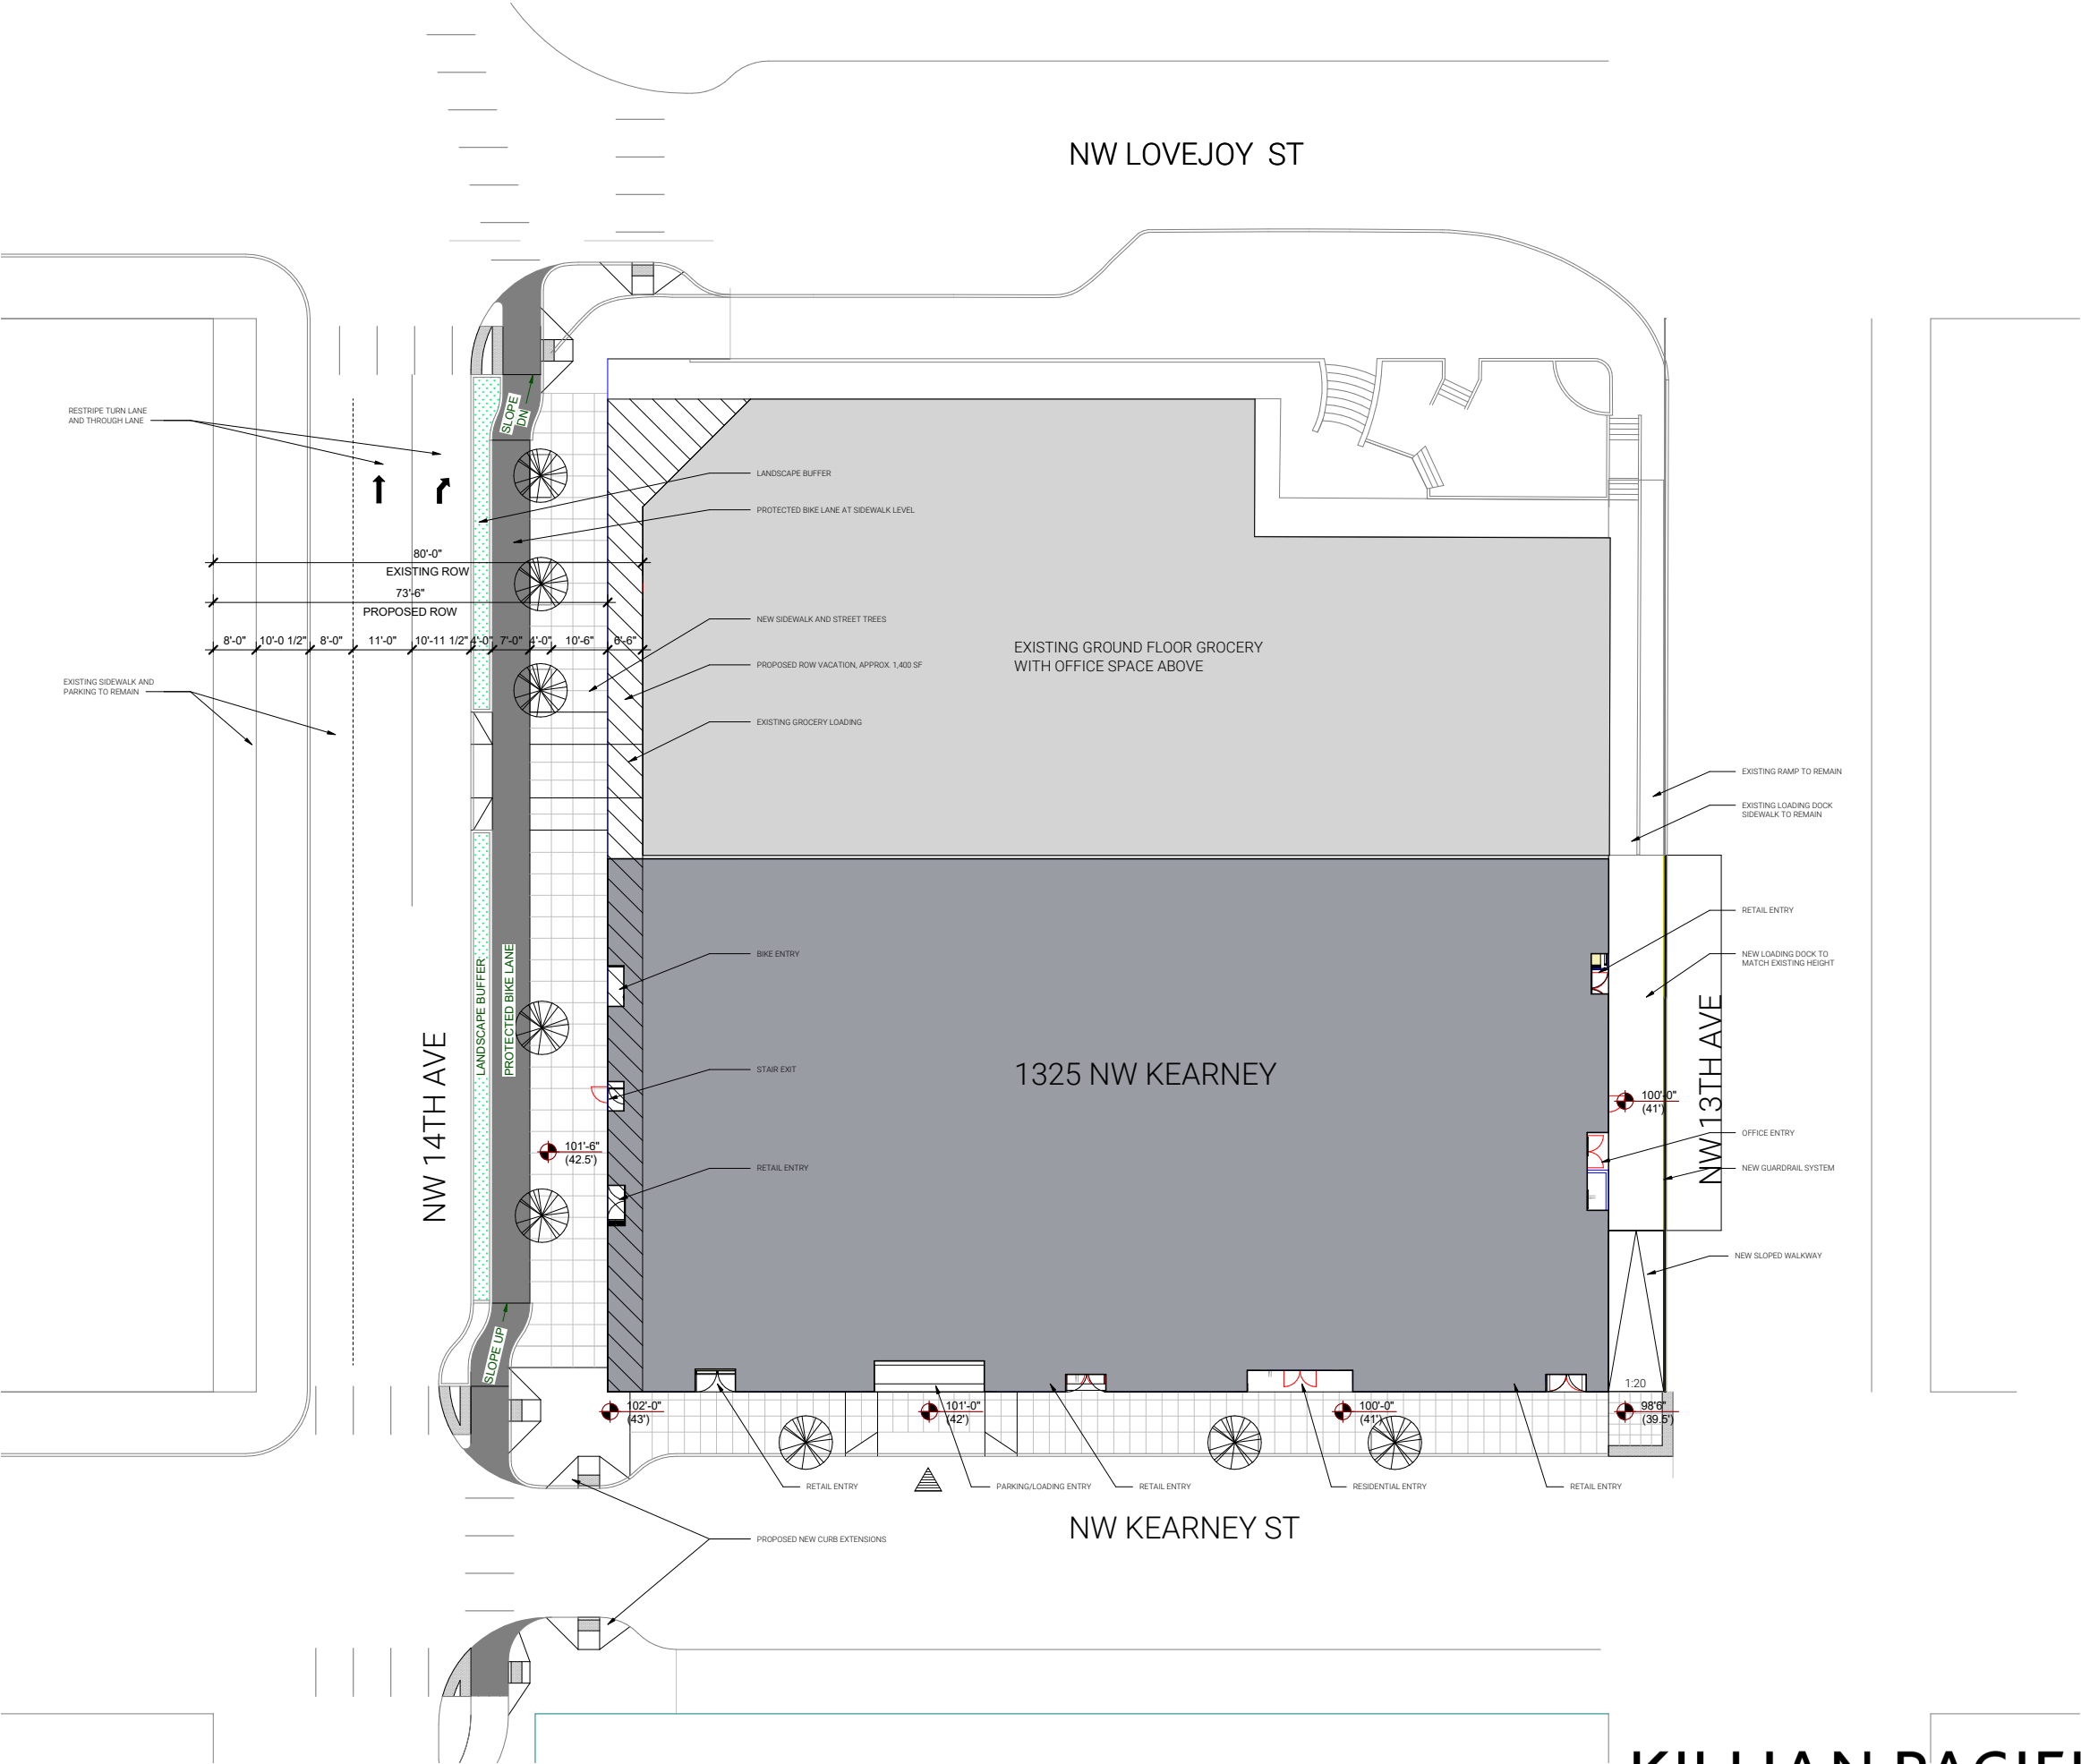 NW LOVEJOY ST
RESTRIPE TURN LANE
AND THROUGH LANE
SLOPE
DN
LANDSCAPE BUFFER
PROTECTED BIKE LANE AT SIDEWALK LEVEL
80'-0"
EXISTING ROW
73'-6"
PROPOSED ROW
8'-0" 10'-0 1/2" 8'-0" 11'-0" 10'-11 1/2" 4'-0" 7'-0" 4'-0" 10'-6" 6'-6"
NEW SIDEWALK AND STREET TREES
EXISTING GROUND FLOOR GROCERY
WITH OFFICE SPACE ABOVE
PROPOSED ROW VACATION, APPROX. 1,400 SF
EXISTING SIDEWALK AND
PARKING TO REMAIN
EXISTING GROCERY LOADING
EXISTING RAMP TO REMAIN
EXISTING LOADING DOCK
SIDEWALK TO REMAIN
RETAIL ENTRY
NEW LOADING DOCK TO
MATCH EXISTING HEIGHT
BIKE ENTRY
LANDSCAPE BUFFER
PROTECTED BIKE LANE
NW 14TH AVE
STAIR EXIT
1325 NW KEARNEY
100'-0"
(41')
NW 13TH AVE
101'-6"
(42.5')
OFFICE ENTRY
RETAIL ENTRY
NEW GUARDRAIL SYSTEM
NEW SLOPED WALKWAY
SLOPE UP
1:20
102'-0"
(43')
101'-0"
(42')
100'-0"
(41')
98'6"
(39.5')
RETAIL ENTRY
PARKING/LOADING ENTRY
RETAIL ENTRY
RESIDENTIAL ENTRY
RETAIL ENTRY
NW KEARNEY ST
PROPOSED NEW CURB EXTENSIONS